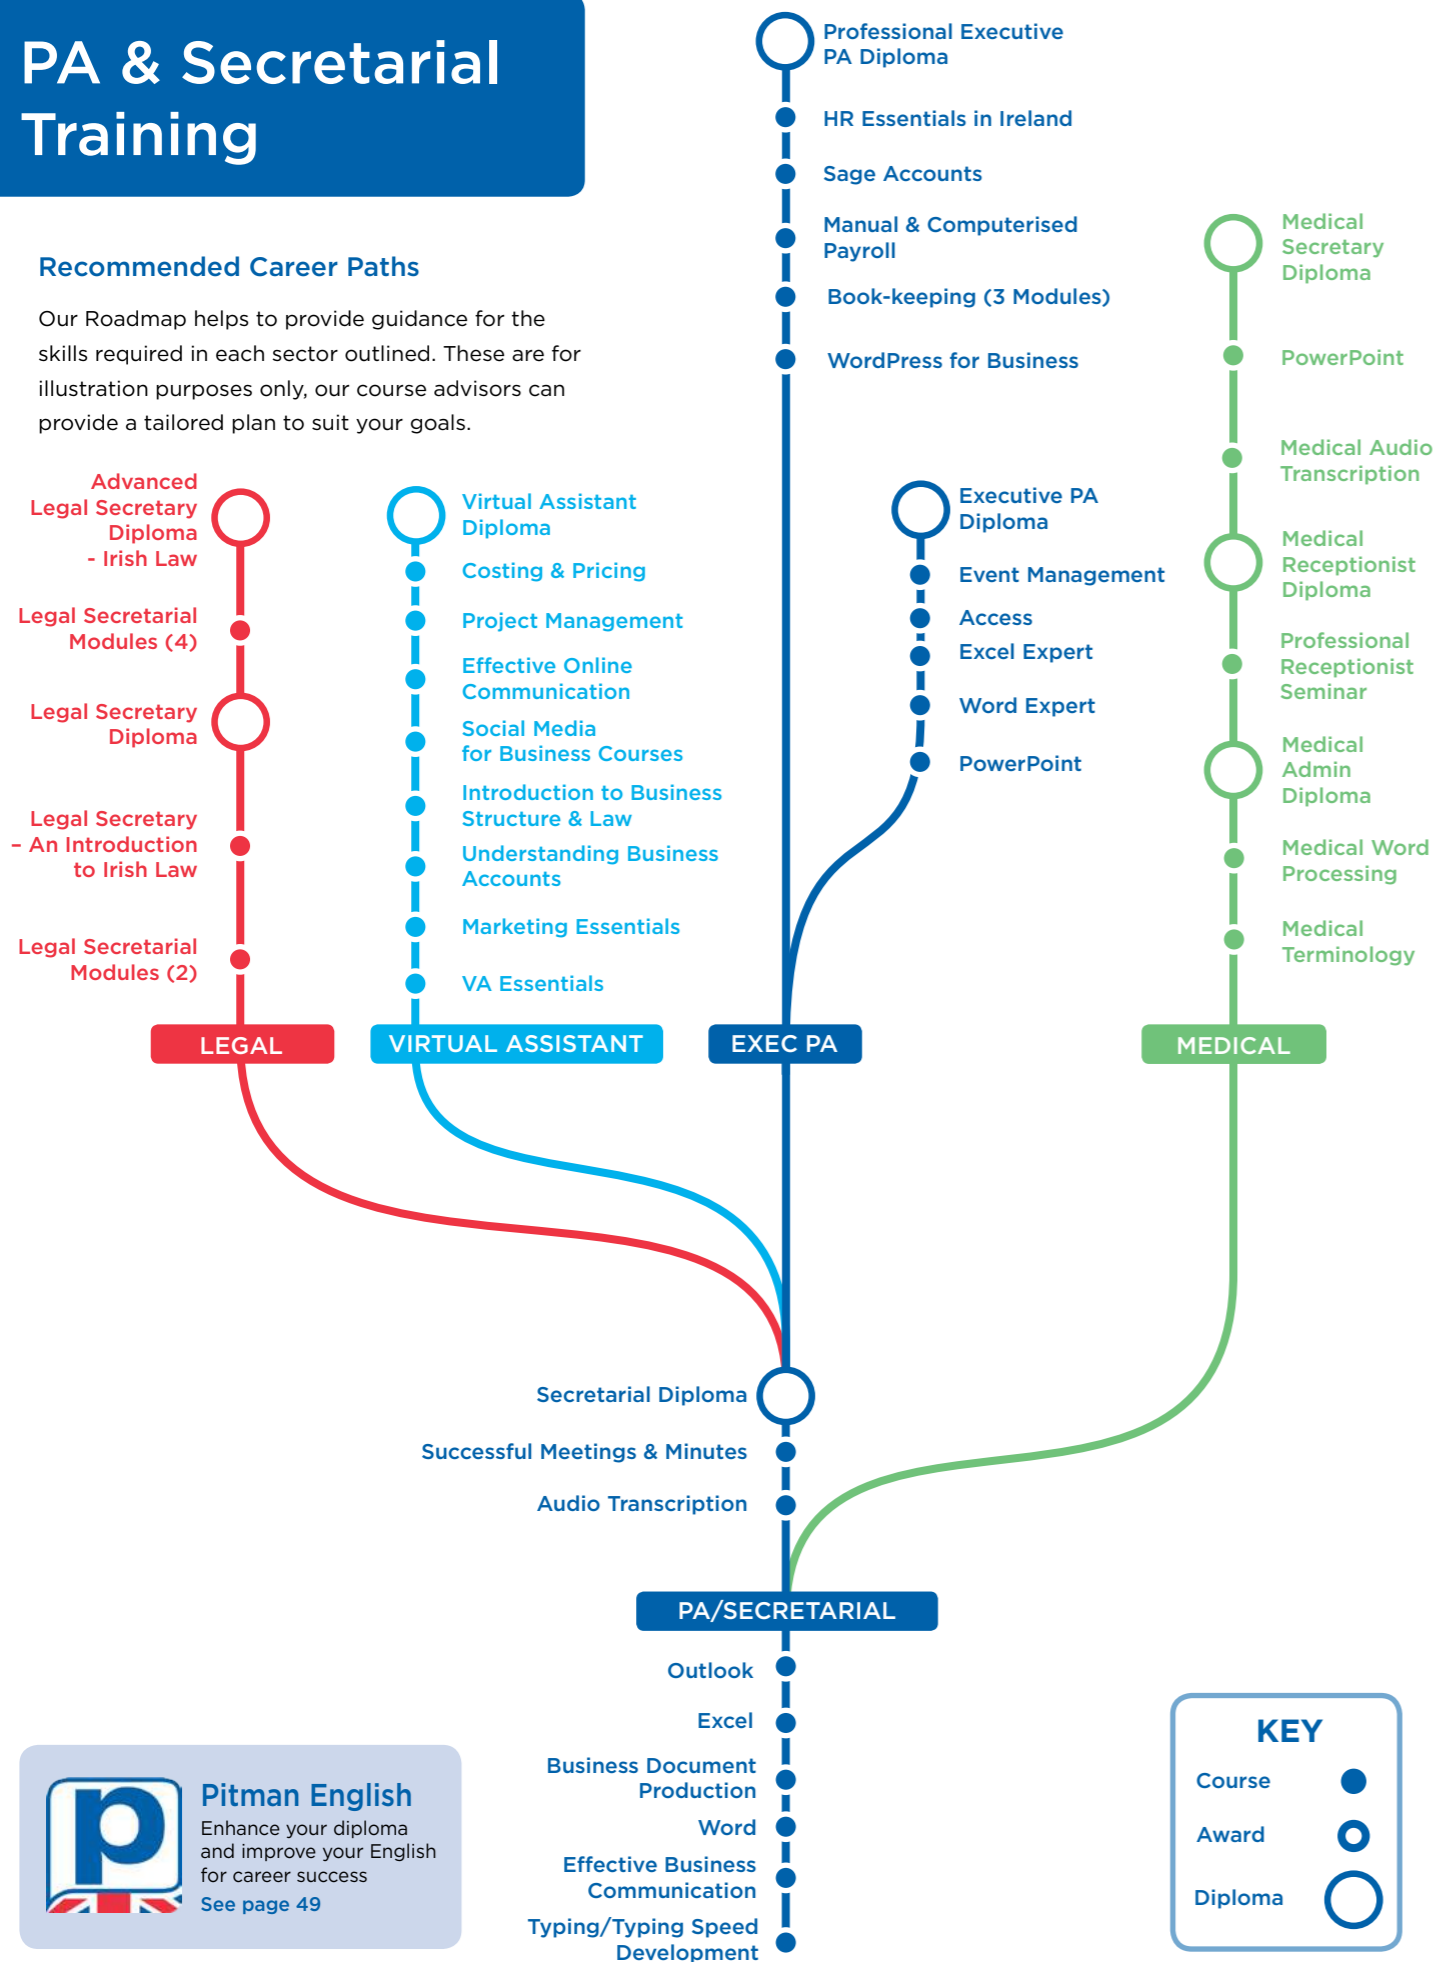 PA & Secretarial
Training
Recommended Career Paths
Our Roadmap helps to provide guidance for the
skills required in each sector outlined. These are for
illustration purposes only, our course advisors can
provide a tailored plan to suit your goals.
Advanced
Legal Secretary
Diploma
- Irish Law
Legal Secretarial
Modules (4)
Legal Secretary
Diploma
Legal Secretary
– An Introduction
to Irish Law
Legal Secretarial
Modules (2)
LEGAL
Virtual Assistant
Diploma
Costing & Pricing
Project Management
Effective Online
Communication
Social Media
for Business Courses
Introduction to Business
Structure & Law
Understanding Business
Accounts
Marketing Essentials
VA Essentials
VIRTUAL ASSISTANT
Professional Executive
PA Diploma
HR Essentials in Ireland
Sage Accounts
Manual & Computerised
Payroll
Book-keeping (3 Modules)
WordPress for Business
Executive PA
Diploma
Event Management
Access
Excel Expert
Word Expert
PowerPoint
EXEC PA
Medical
Secretary
Diploma
PowerPoint
Medical Audio
Transcription
Medical
Receptionist
Diploma
Professional
Receptionist
Seminar
Medical
Admin
Diploma
Medical Word
Processing
Medical
Terminology
MEDICAL
Secretarial Diploma
Successful Meetings & Minutes
Audio Transcription
PA/SECRETARIAL
Outlook
Excel
Business Document
Production
Word
Effective Business
Communication
Typing/Typing Speed
Development
p
Pitman English
Enhance your diploma
and improve your English
for career success
See page 49
KEY
Course
Award
Diploma